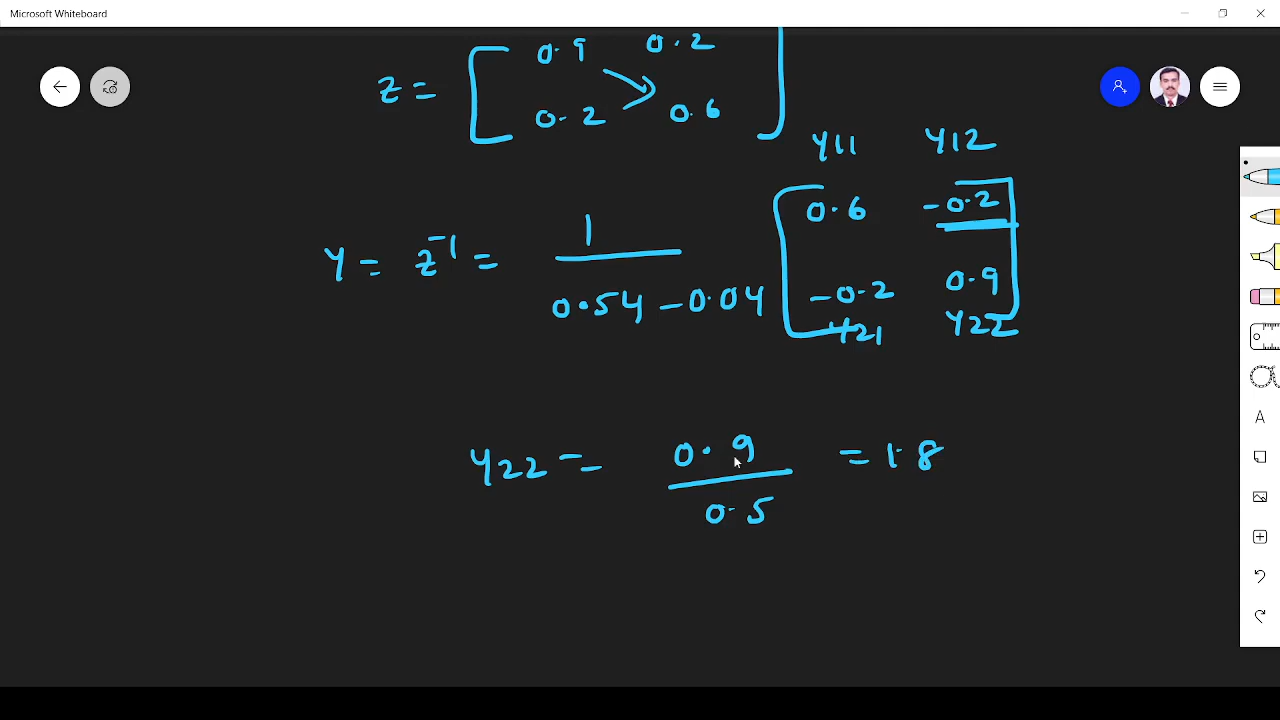 Microsoft Whiteboard
z = [ 0.9 0.2
0.2 0.6 ]
y11 y12
y = z^-1 = 1 / (0.54 - 0.04) [ 0.6 -0.2
-0.2 0.9 ]
y21 y22
y22 = 0.9 / 0.5 = 1.8
A